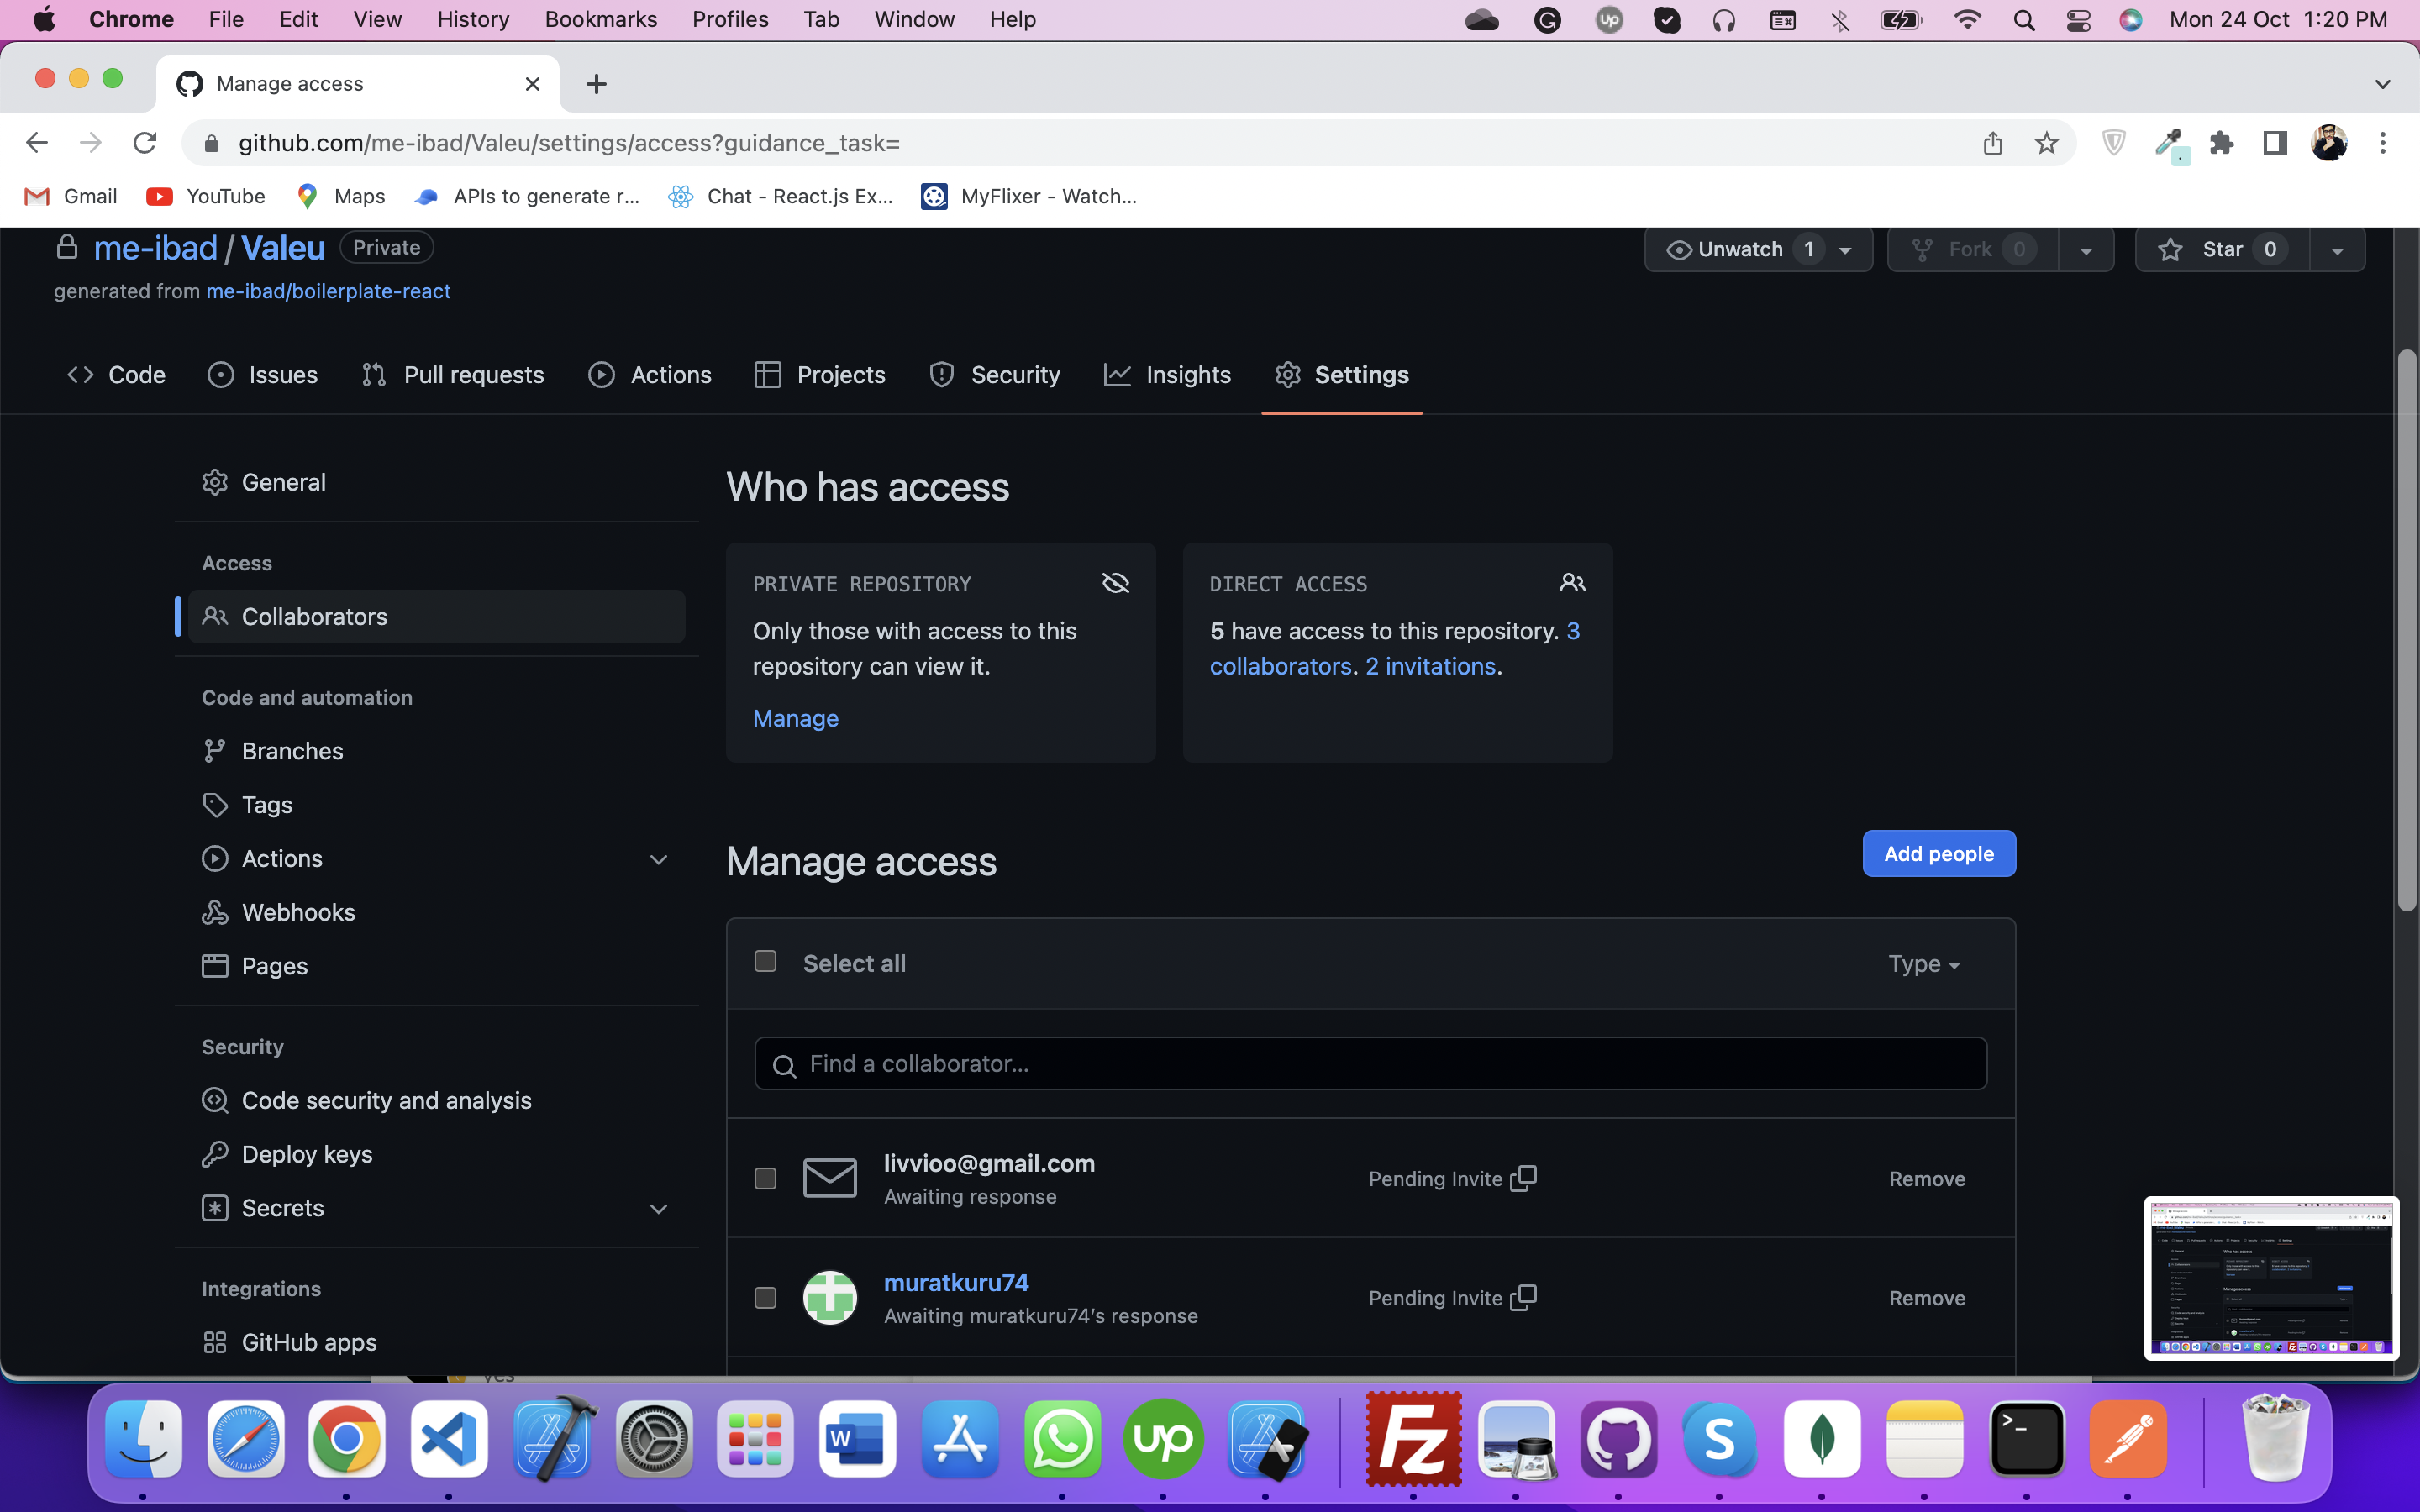 Chrome File Edit View History Bookmarks Profiles Tab Window Help Mon 24 Oct 1:20 PM
Manage access
github.com/me-ibad/Valeu/settings/access?guidance_task=
Gmail YouTube Maps APIs to generate r... Chat - React.js Ex... MyFlixer - Watch...
me-ibad / Valeu Private
Unwatch 1 Fork 0 Star 0
generated from me-ibad/boilerplate-react
Code Issues Pull requests Actions Projects Security Insights Settings
General
Access
Collaborators
Code and automation
Branches
Tags
Actions
Webhooks
Pages
Security
Code security and analysis
Deploy keys
Secrets
Integrations
GitHub apps
Who has access
PRIVATE REPOSITORY
Only those with access to this
repository can view it.
Manage
DIRECT ACCESS
5 have access to this repository. 3
collaborators. 2 invitations.
Manage access
Add people
Select all
Type
Find a collaborator...
livvioo@gmail.com
Awaiting response
Pending Invite
Remove
muratkuru74
Awaiting muratkuru74's response
Pending Invite
Remove
yes
W
up
Fz
S
>_